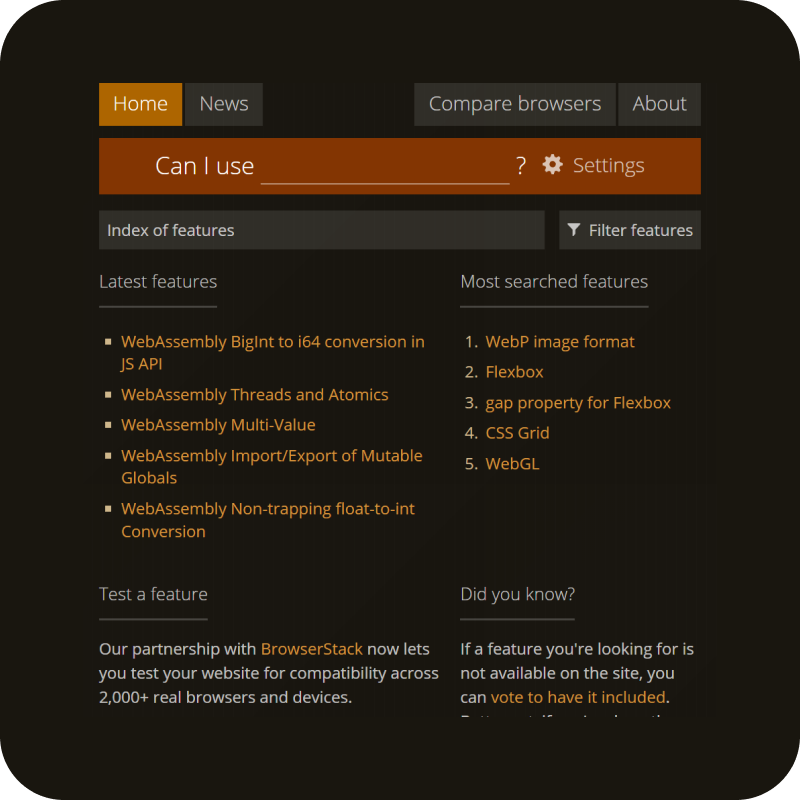 Home News Compare browsers About
Can I use ? Settings
Index of features Filter features
Latest features
WebAssembly BigInt to i64 conversion in
JS API
WebAssembly Threads and Atomics
WebAssembly Multi-Value
WebAssembly Import/Export of Mutable
Globals
WebAssembly Non-trapping float-to-int
Conversion
Most searched features
1. WebP image format
2. Flexbox
3. gap property for Flexbox
4. CSS Grid
5. WebGL
Test a feature
Our partnership with BrowserStack now lets
you test your website for compatibility across
2,000+ real browsers and devices.
Did you know?
If a feature you're looking for is
not available on the site, you
can vote to have it included.